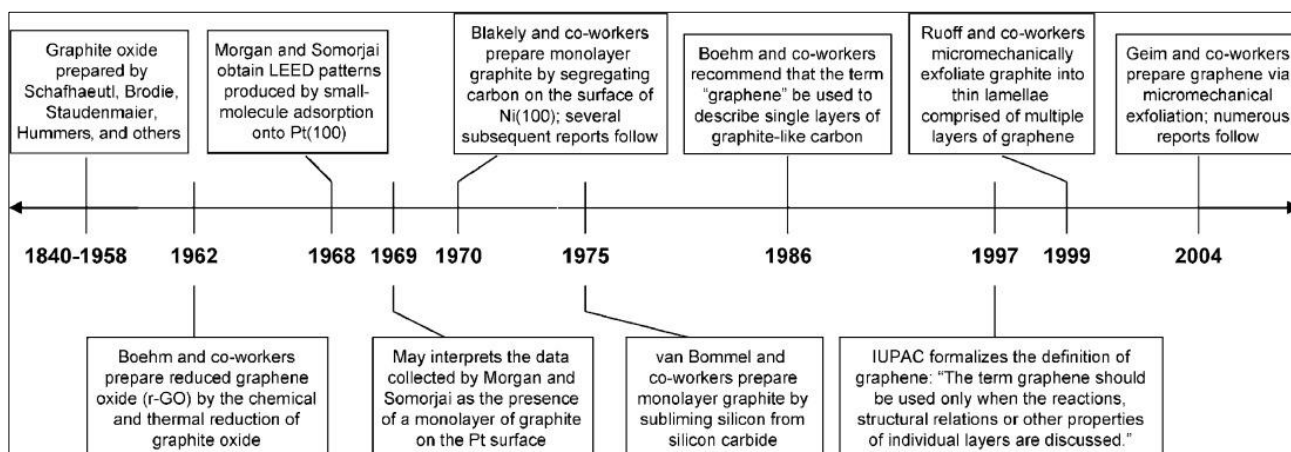 Graphite oxide
prepared by
Schafhaeutl, Brodie,
Staudenmaier,
Hummers, and others
Morgan and Somorjai
obtain LEED patterns
produced by small-
molecule adsorption
onto Pt(100)
Blakely and co-workers
prepare monolayer
graphite by segregating
carbon on the surface of
Ni(100); several
subsequent reports follow
Boehm and co-workers
recommend that the term
“graphene” be used to
describe single layers of
graphite-like carbon
Ruoff and co-workers
micromechanically
exfoliate graphite into
thin lamellae
comprised of multiple
layers of graphene
Geim and co-workers
prepare graphene via
micromechanical
exfoliation; numerous
reports follow
1840-1958 1962 1968 1969 1970 1975 1986 1997 1999 2004
Boehm and co-workers
prepare reduced graphene
oxide (r-GO) by the chemical
and thermal reduction of
graphite oxide
May interprets the data
collected by Morgan and
Somorjai as the presence
of a monolayer of graphite
on the Pt surface
van Bommel and
co-workers prepare
monolayer graphite by
subliming silicon from
silicon carbide
IUPAC formalizes the definition of
graphene: “The term graphene should
be used only when the reactions,
structural relations or other properties
of individual layers are discussed.”